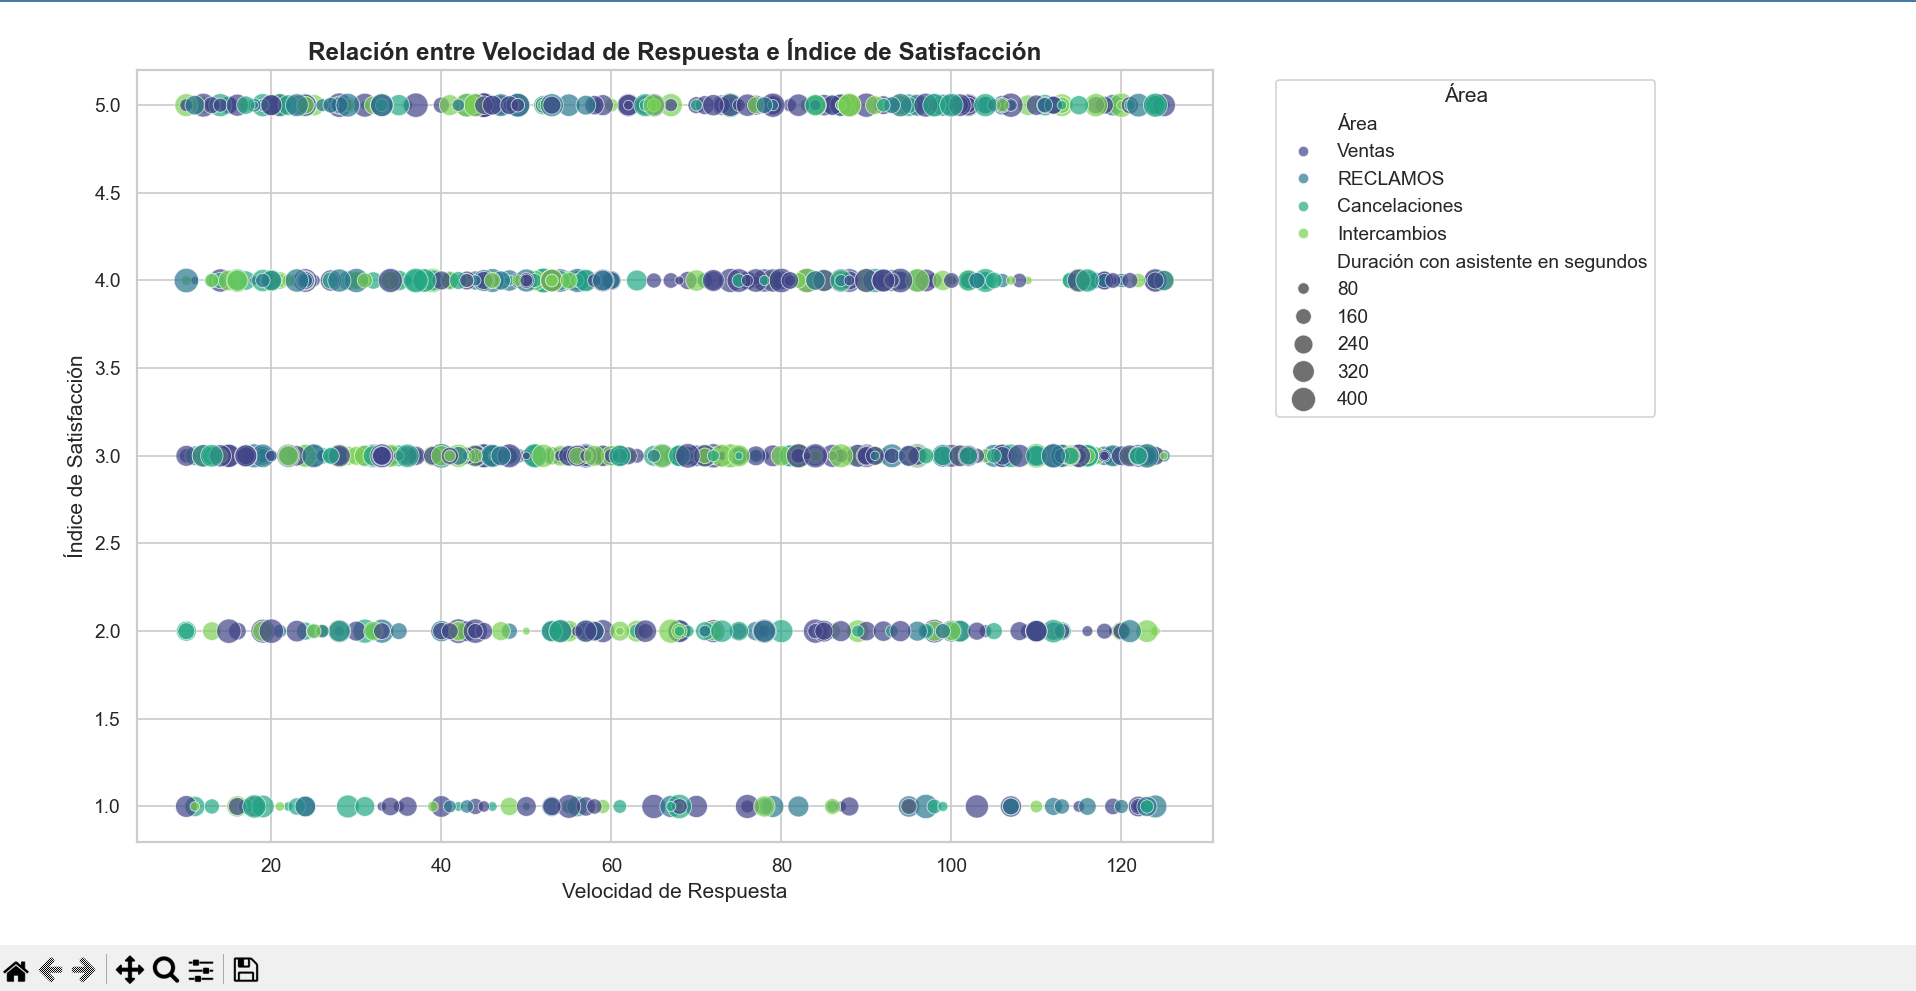 Relación entre Velocidad de Respuesta e Índice de Satisfacción
5.0
4.5
4.0
3.5
3.0
2.5
2.0
1.5
1.0
Índice de Satisfacción
20 40 60 80 100 120
Velocidad de Respuesta
Área
Área
Ventas
RECLAMOS
Cancelaciones
Intercambios
Duración con asistente en segundos
80
160
240
320
400